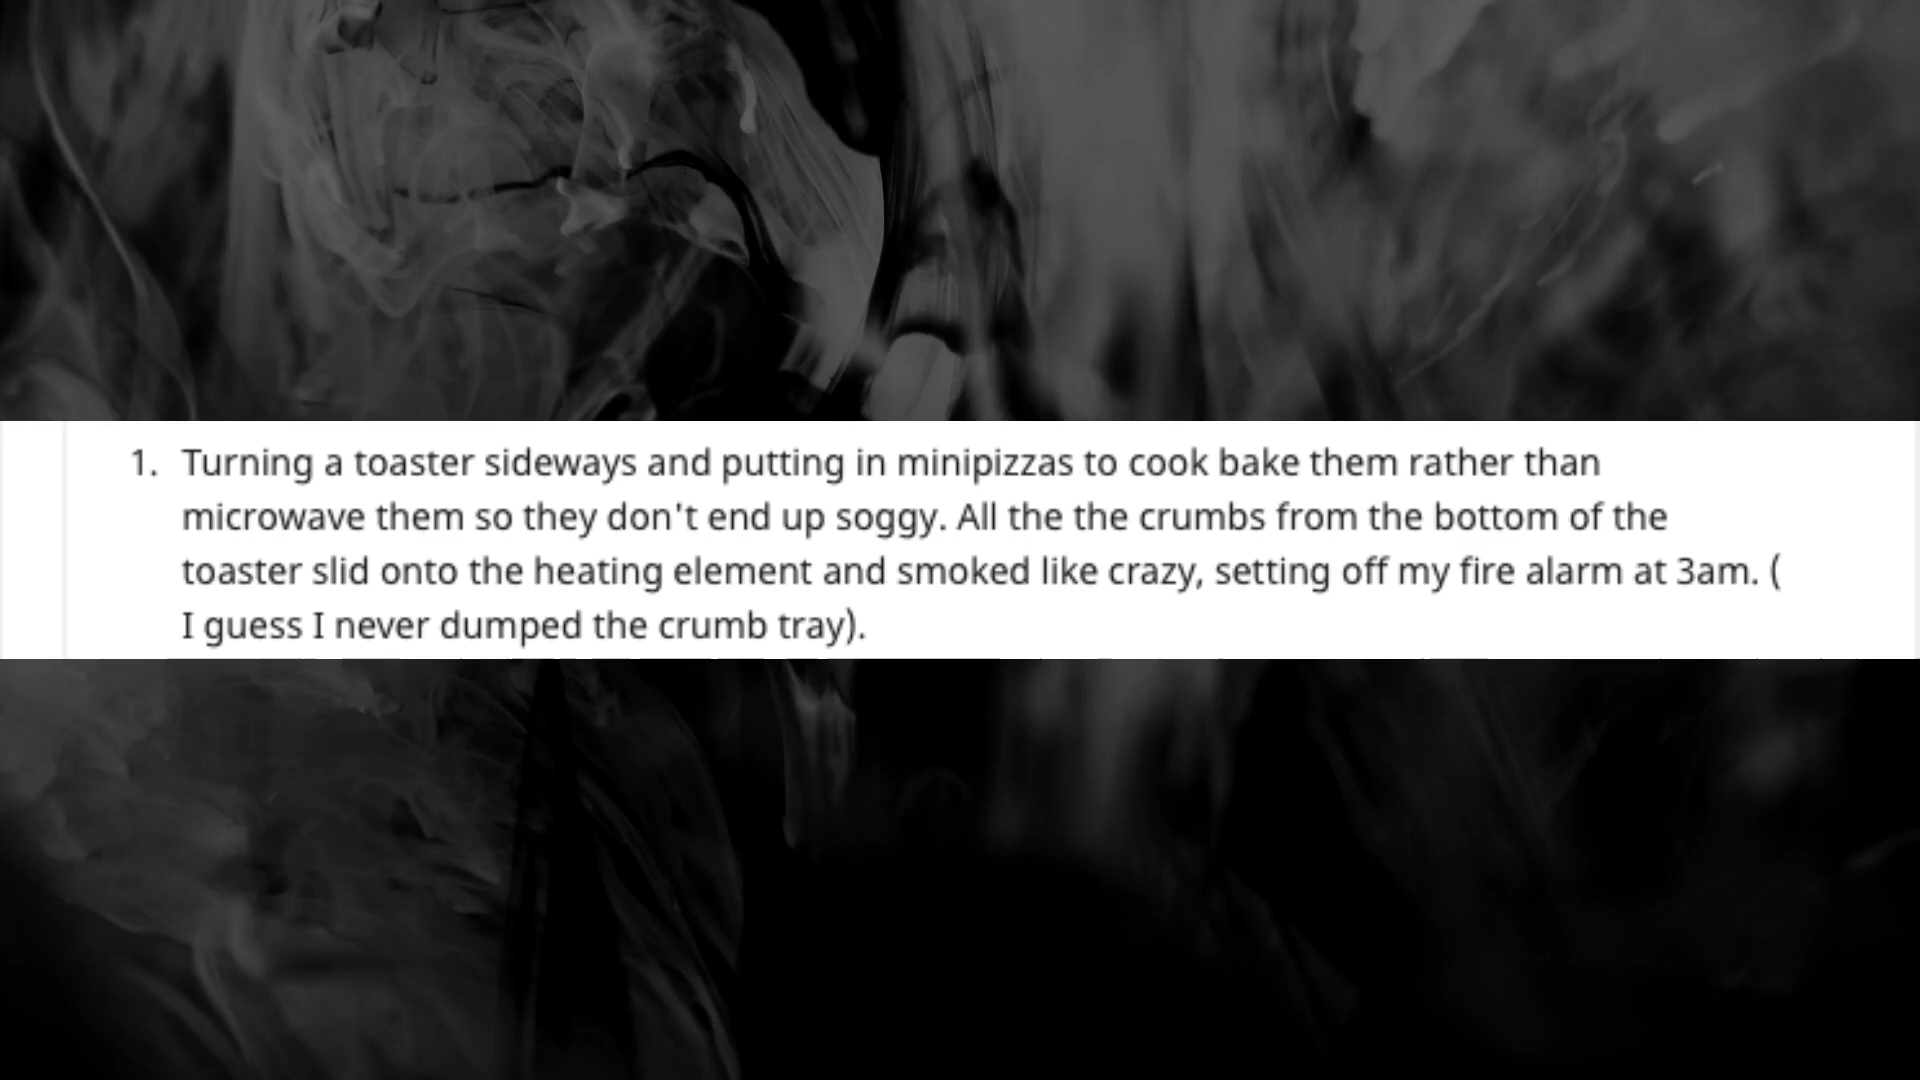 1. Turning a toaster sideways and putting in minipizzas to cook bake them rather than
microwave them so they don't end up soggy. All the the crumbs from the bottom of the
toaster slid onto the heating element and smoked like crazy, setting off my fire alarm at 3am. (
I guess I never dumped the crumb tray).